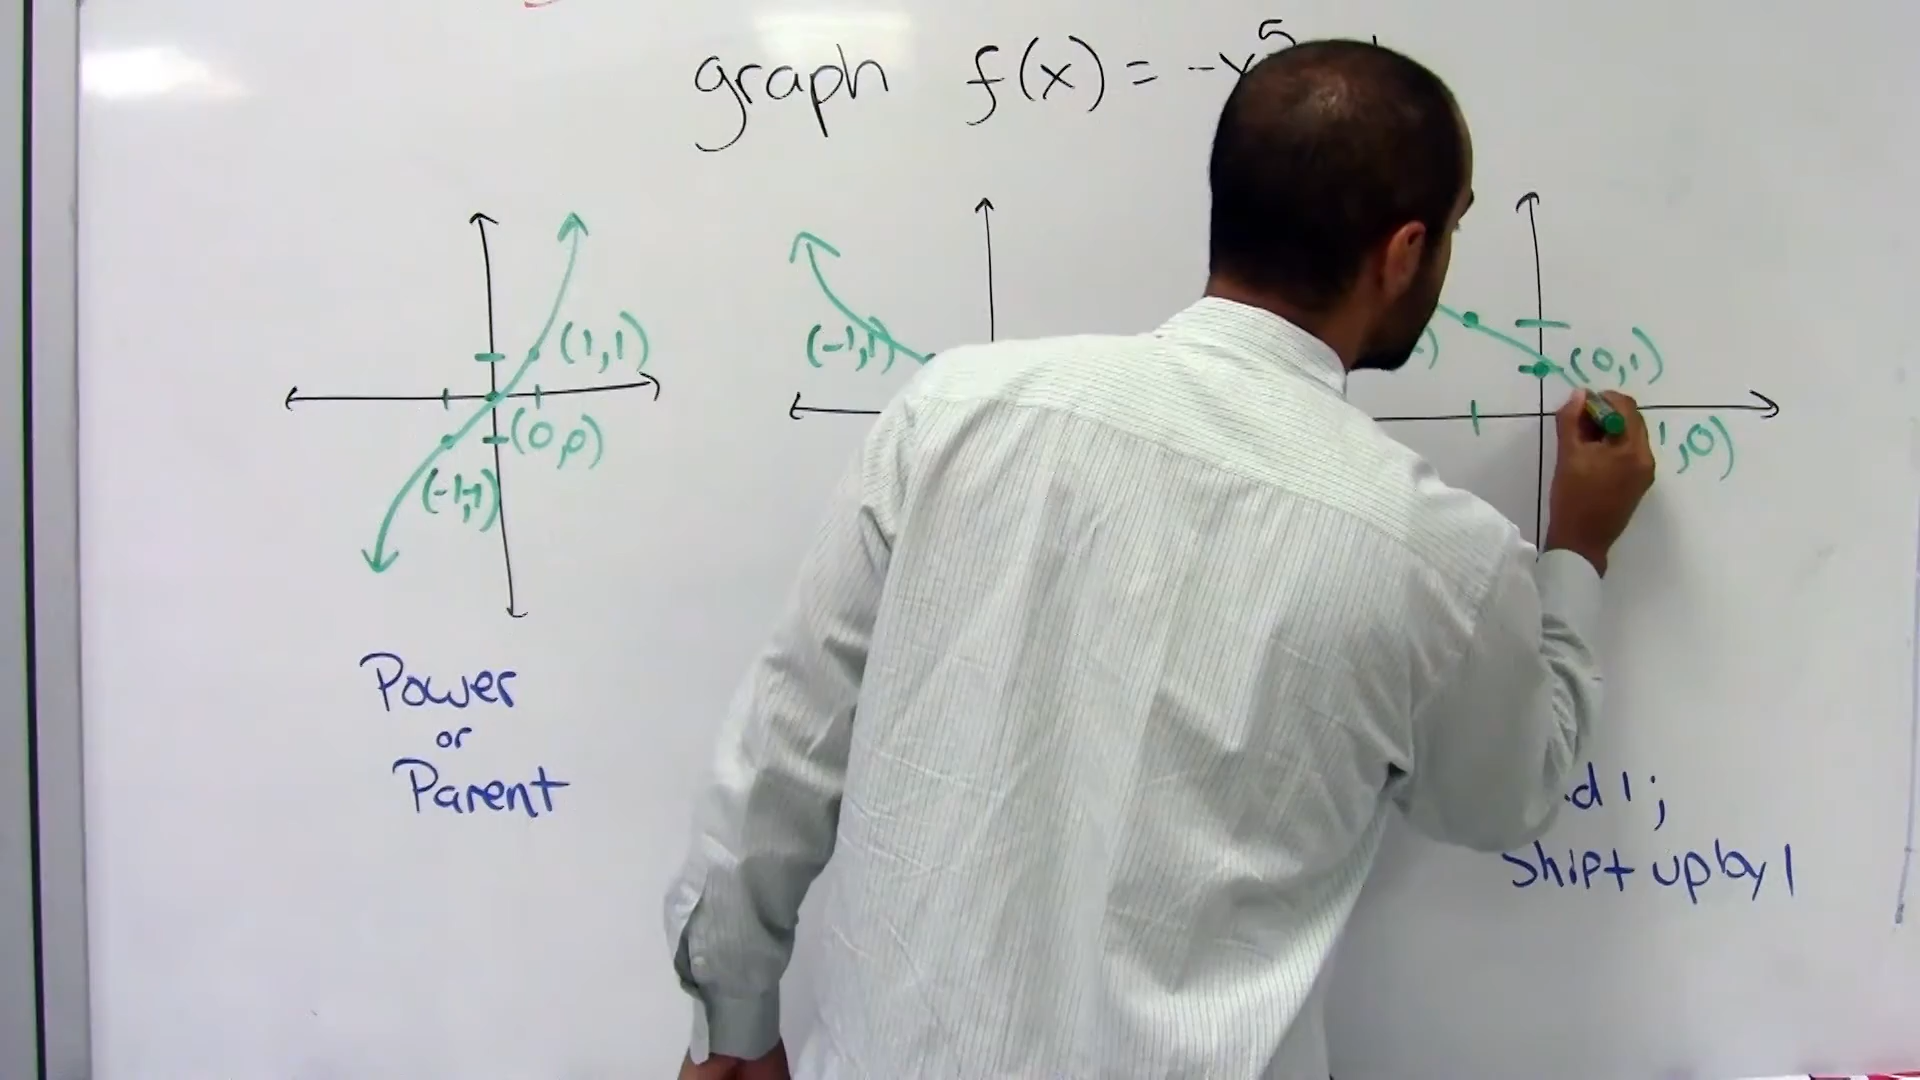 graph f(x) = -x⁵
(1,1)
(0,0)
(-1,-1)
(-1,1)
(0,1)
,0)
Power
or
Parent
d 1;
Shift up by 1